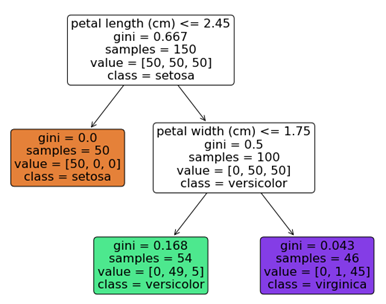 petal length (cm) <= 2.45
gini = 0.667
samples = 150
value = [50, 50, 50]
class = setosa
gini = 0.0
samples = 50
value = [50, 0, 0]
class = setosa
petal width (cm) <= 1.75
gini = 0.5
samples = 100
value = [0, 50, 50]
class = versicolor
gini = 0.168
samples = 54
value = [0, 49, 5]
class = versicolor
gini = 0.043
samples = 46
value = [0, 1, 45]
class = virginica